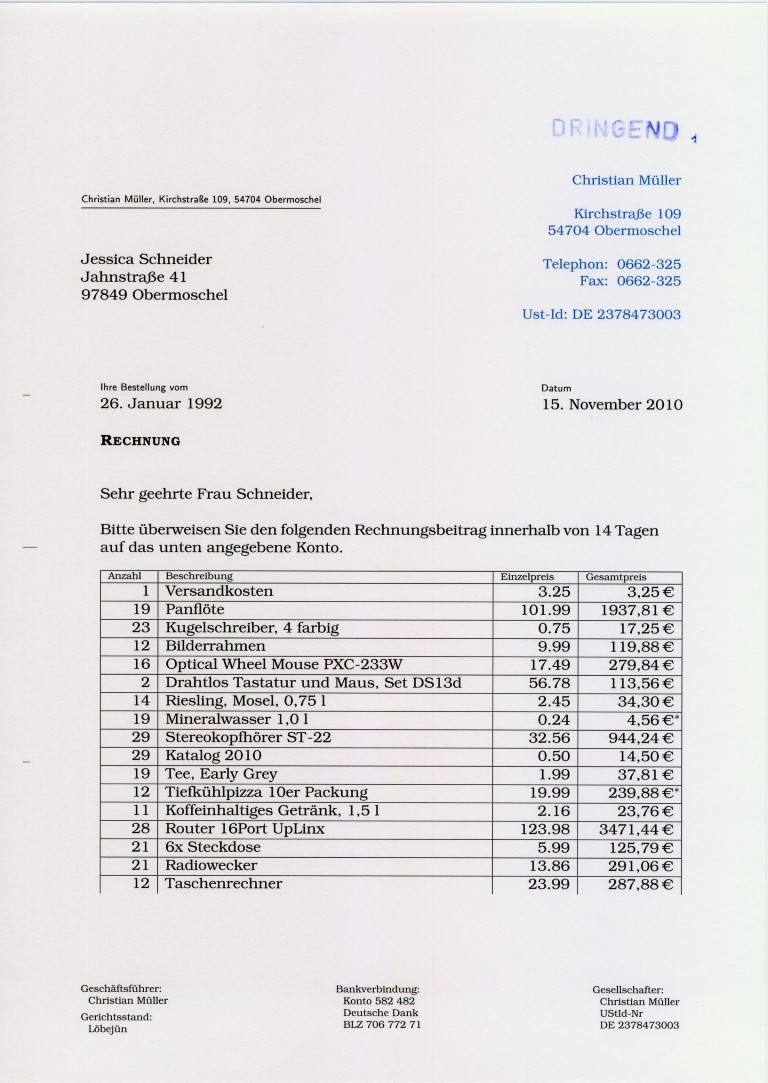 DRINGEND 1
Christian Müller
Christian Müller, Kirchstraße 109, 54704 Obermoschel
Kirchstraße 109
54704 Obermoschel
Jessica Schneider
Jahnstraße 41
97849 Obermoschel
Telephon: 0662-325
Fax: 0662-325
Ust-Id: DE 2378473003
Ihre Bestellung vom Datum
26. Januar 1992 15. November 2010
RECHNUNG
Sehr geehrte Frau Schneider,
Bitte überweisen Sie den folgenden Rechnungsbeitrag innerhalb von 14 Tagen
auf das unten angegebene Konto.
Anzahl Beschreibung Einzelpreis Gesamtpreis
1 Versandkosten 3.25 3,25 €
19 Panflöte 101.99 1937,81 €
23 Kugelschreiber, 4 farbig 0.75 17,25 €
12 Bilderrahmen 9.99 119,88 €
16 Optical Wheel Mouse PXC-233W 17.49 279,84 €
2 Drahtlos Tastatur und Maus, Set DS13d 56.78 113,56 €
14 Riesling, Mosel, 0,75 l 2.45 34,30 €
19 Mineralwasser 1,0 l 0.24 4,56 €*
29 Stereokopfhörer ST-22 32.56 944,24 €
29 Katalog 2010 0.50 14,50 €
19 Tee, Early Grey 1.99 37,81 €
12 Tiefkühlpizza 10er Packung 19.99 239,88 €*
11 Koffeinhaltiges Getränk, 1,5 l 2.16 23,76 €
28 Router 16Port UpLinx 123.98 3471,44 €
21 6x Steckdose 5.99 125,79 €
21 Radiowecker 13.86 291,06 €
12 Taschenrechner 23.99 287,88 €
Geschäftsführer:
Christian Müller
Gerichtsstand:
Löbejün
Bankverbindung:
Konto 582 482
Deutsche Dank
BLZ 706 772 71
Gesellschafter:
Christian Müller
UStId-Nr
DE 2378473003